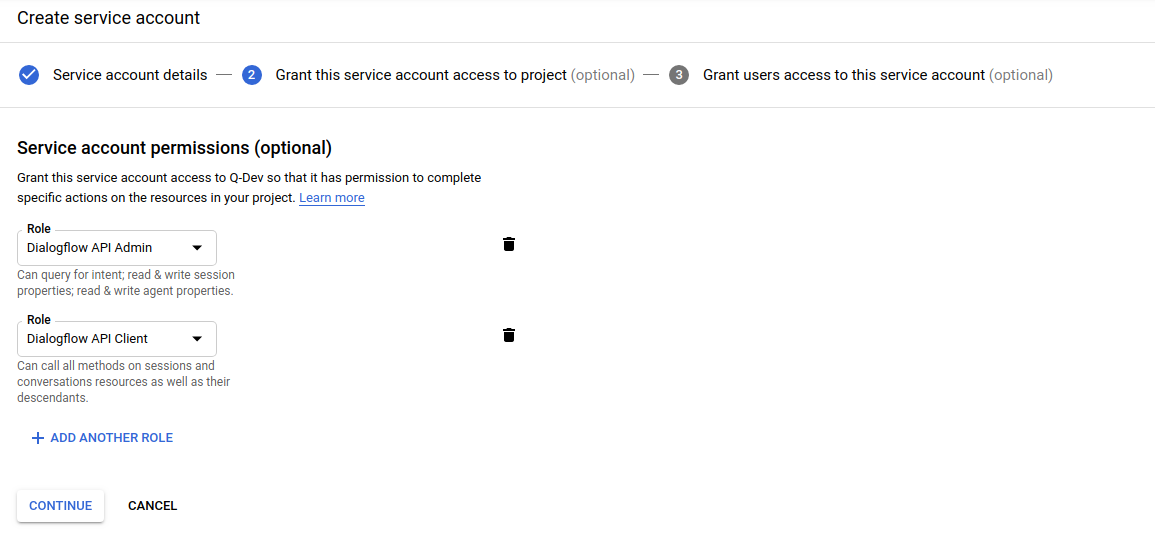 Create service account
Service account details
2 Grant this service account access to project (optional)
3 Grant users access to this service account (optional)
Service account permissions (optional)
Grant this service account access to Q-Dev so that it has permission to complete
specific actions on the resources in your project. Learn more
Role
Dialogflow API Admin
Can query for intent; read & write session
properties; read & write agent properties.
Role
Dialogflow API Client
Can call all methods on sessions and
conversations resources as well as their
descendants.
+ ADD ANOTHER ROLE
CONTINUE CANCEL